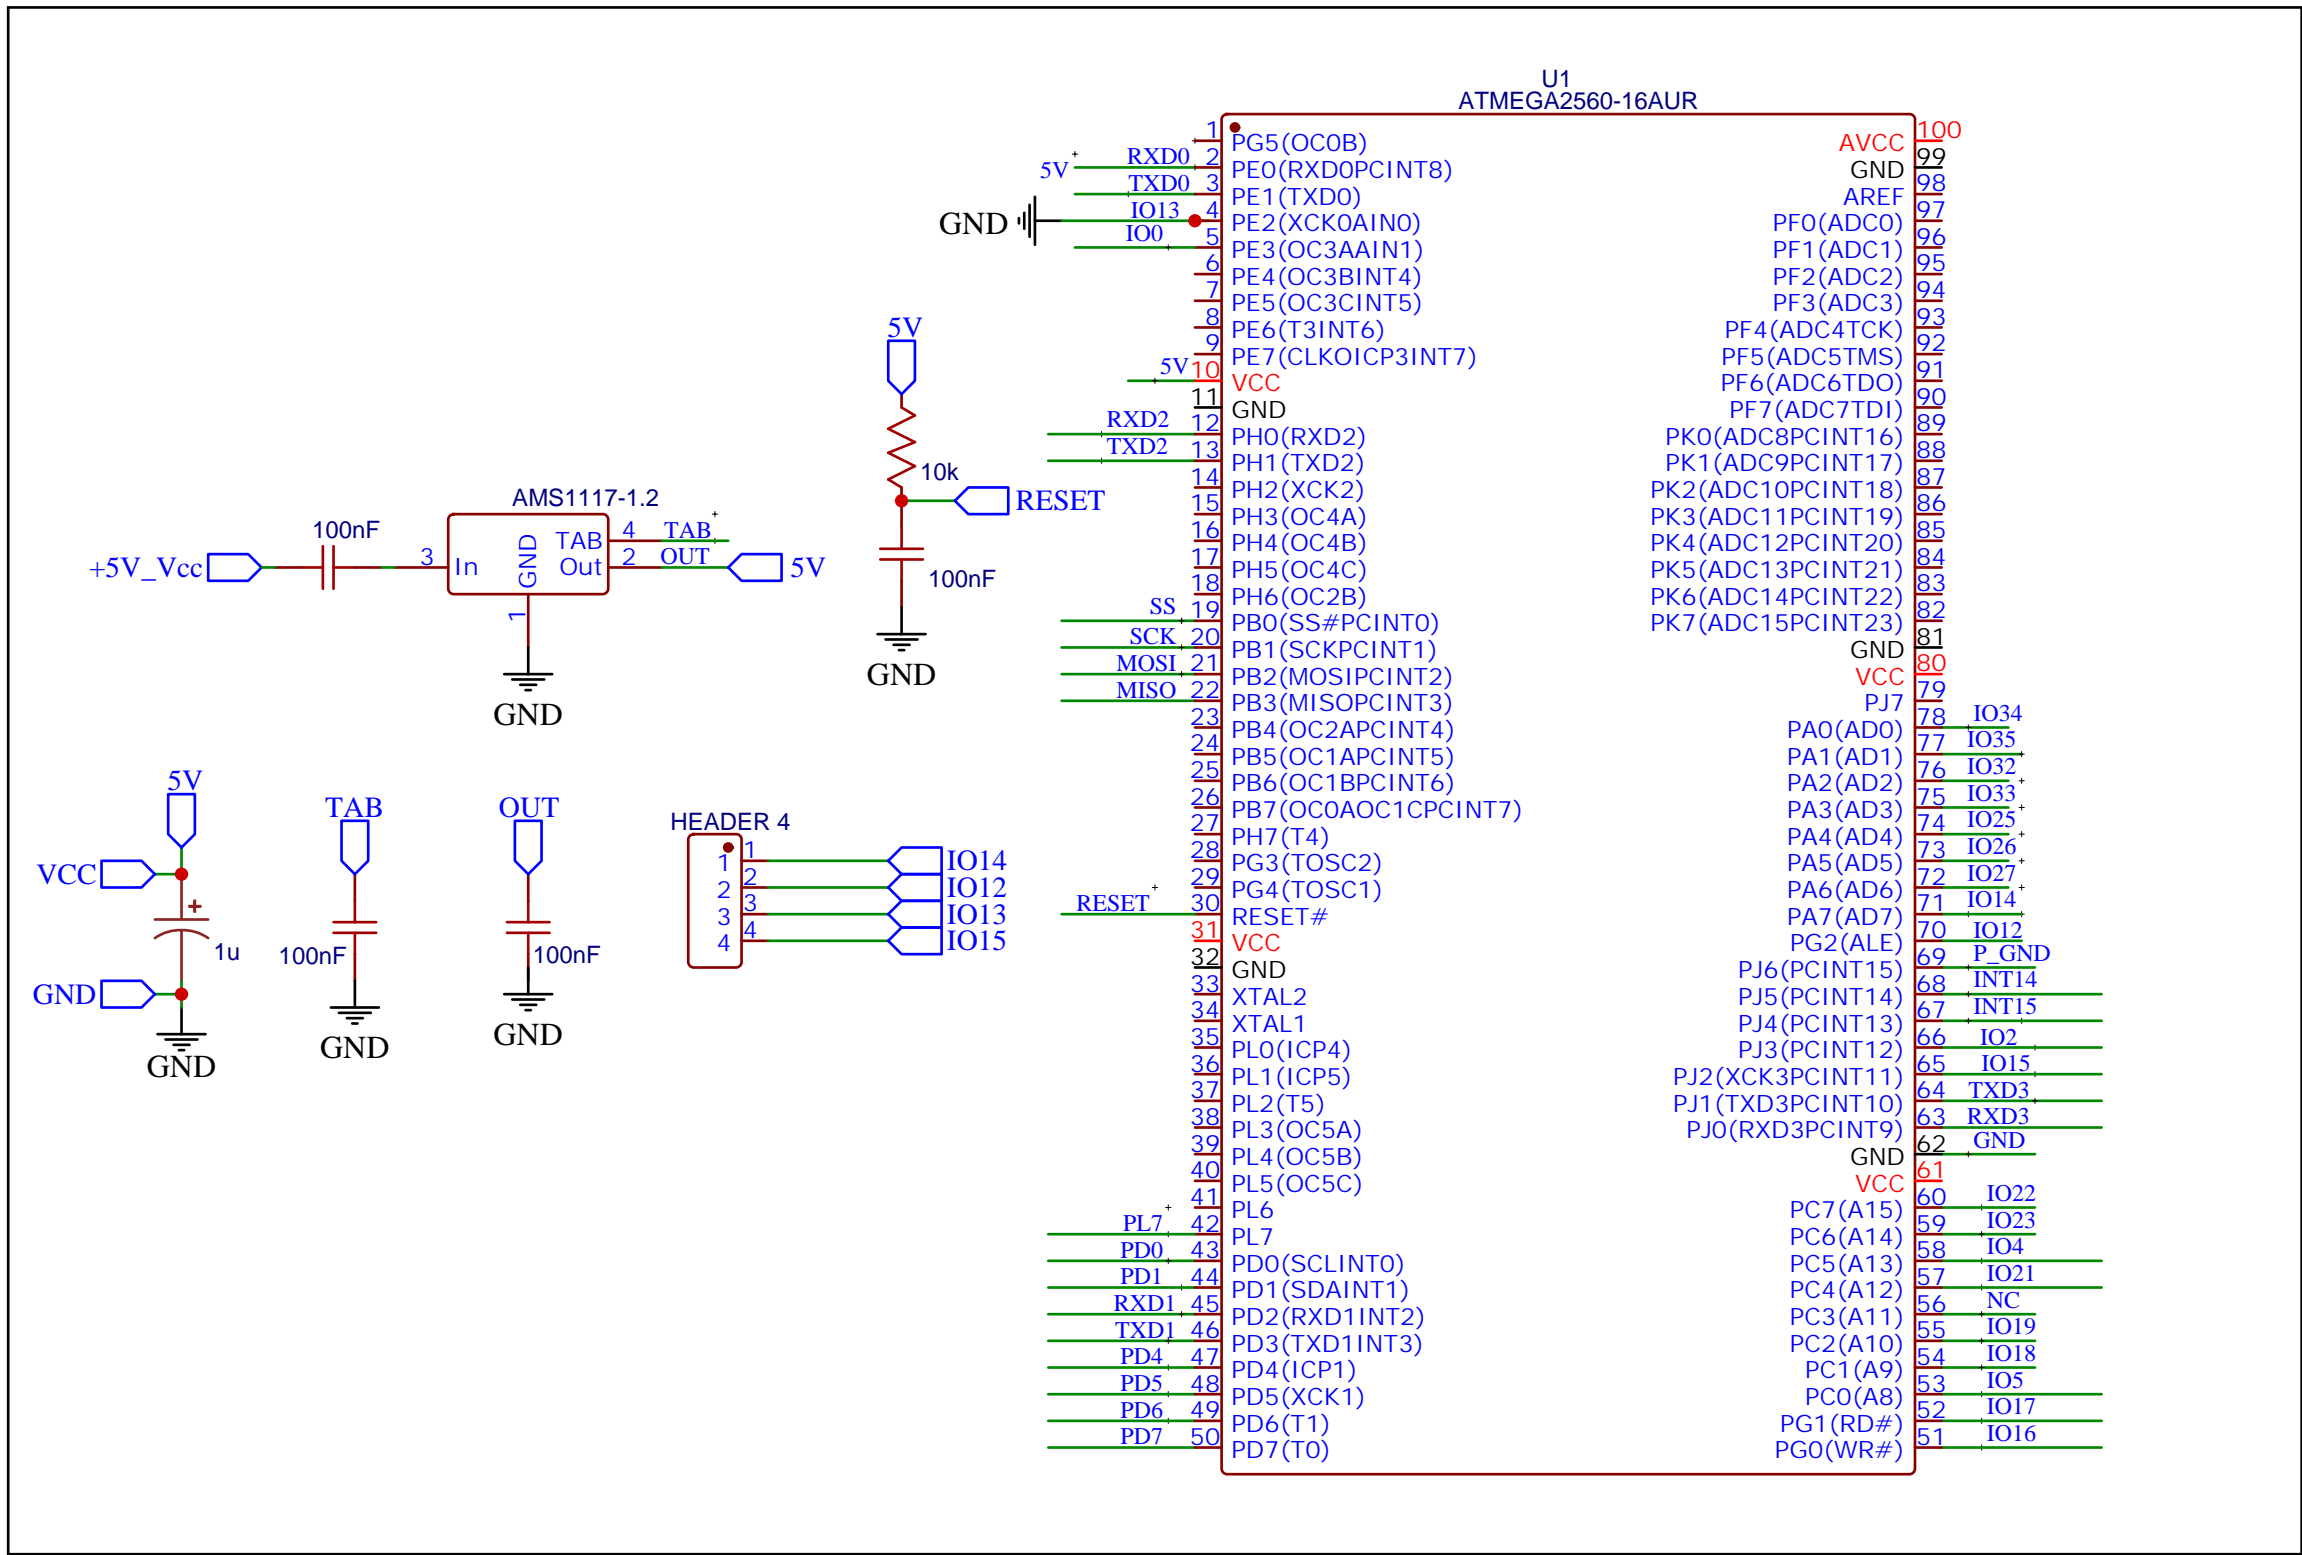 U1
ATMEGA2560-16AUR
1 PG5(OC0B)
5V RXD0 2 PE0(RXD0PCINT8)
TXD0 3 PE1(TXD0)
GND IO13 4 PE2(XCK0AIN0)
IO0 5 PE3(OC3AAIN1)
6 PE4(OC3BINT4)
7 PE5(OC3CINT5)
8 PE6(T3INT6)
9 PE7(CLKOICP3INT7)
5V 10 VCC
11 GND
RXD2 12 PH0(RXD2)
TXD2 13 PH1(TXD2)
14 PH2(XCK2)
15 PH3(OC4A)
16 PH4(OC4B)
17 PH5(OC4C)
18 PH6(OC2B)
SS 19 PB0(SS#PCINT0)
SCK 20 PB1(SCKPCINT1)
MOSI 21 PB2(MOSIPCINT2)
MISO 22 PB3(MISOPCINT3)
23 PB4(OC2APCINT4)
24 PB5(OC1APCINT5)
25 PB6(OC1BPCINT6)
26 PB7(OC0AOC1CPCINT7)
27 PH7(T4)
28 PG3(TOSC2)
29 PG4(TOSC1)
RESET 30 RESET#
31 VCC
32 GND
33 XTAL2
34 XTAL1
35 PL0(ICP4)
36 PL1(ICP5)
37 PL2(T5)
38 PL3(OC5A)
39 PL4(OC5B)
40 PL5(OC5C)
41 PL6
PL7 42 PL7
PD0 43 PD0(SCLINT0)
PD1 44 PD1(SDAINT1)
RXD1 45 PD2(RXD1INT2)
TXD1 46 PD3(TXD1INT3)
PD4 47 PD4(ICP1)
PD5 48 PD5(XCK1)
PD6 49 PD6(T1)
PD7 50 PD7(T0)
AVCC 100
GND 99
AREF 98
PF0(ADC0) 97
PF1(ADC1) 96
PF2(ADC2) 95
PF3(ADC3) 94
PF4(ADC4TCK) 93
PF5(ADC5TMS) 92
PF6(ADC6TDO) 91
PF7(ADC7TDI) 90
PK0(ADC8PCINT16) 89
PK1(ADC9PCINT17) 88
PK2(ADC10PCINT18) 87
PK3(ADC11PCINT19) 86
PK4(ADC12PCINT20) 85
PK5(ADC13PCINT21) 84
PK6(ADC14PCINT22) 83
PK7(ADC15PCINT23) 82
GND 81
VCC 80
PJ7 79
PA0(AD0) 78 IO34
PA1(AD1) 77 IO35
PA2(AD2) 76 IO32
PA3(AD3) 75 IO33
PA4(AD4) 74 IO25
PA5(AD5) 73 IO26
PA6(AD6) 72 IO27
PA7(AD7) 71 IO14
PG2(ALE) 70 IO12
PJ6(PCINT15) 69 P_GND
PJ5(PCINT14) 68 INT14
PJ4(PCINT13) 67 INT15
PJ3(PCINT12) 66 IO2
PJ2(XCK3PCINT11) 65 IO15
PJ1(TXD3PCINT10) 64 TXD3
PJ0(RXD3PCINT9) 63 RXD3
GND 62 GND
VCC 61
PC7(A15) 60 IO22
PC6(A14) 59 IO23
PC5(A13) 58 IO4
PC4(A12) 57 IO21
PC3(A11) 56 NC
PC2(A10) 55 IO19
PC1(A9) 54 IO18
PC0(A8) 53 IO5
PG1(RD#) 52 IO17
PG0(WR#) 51 IO16
5V
10k
RESET
100nF
GND
AMS1117-1.2
100nF
+5V_Vcc 3 In GND TAB 4 TAB
Out 2 OUT 5V
1
GND
5V
VCC
+
1u
GND
GND
TAB
100nF
GND
OUT
100nF
GND
HEADER 4
1 1 IO14
2 2 IO12
3 3 IO13
4 4 IO15